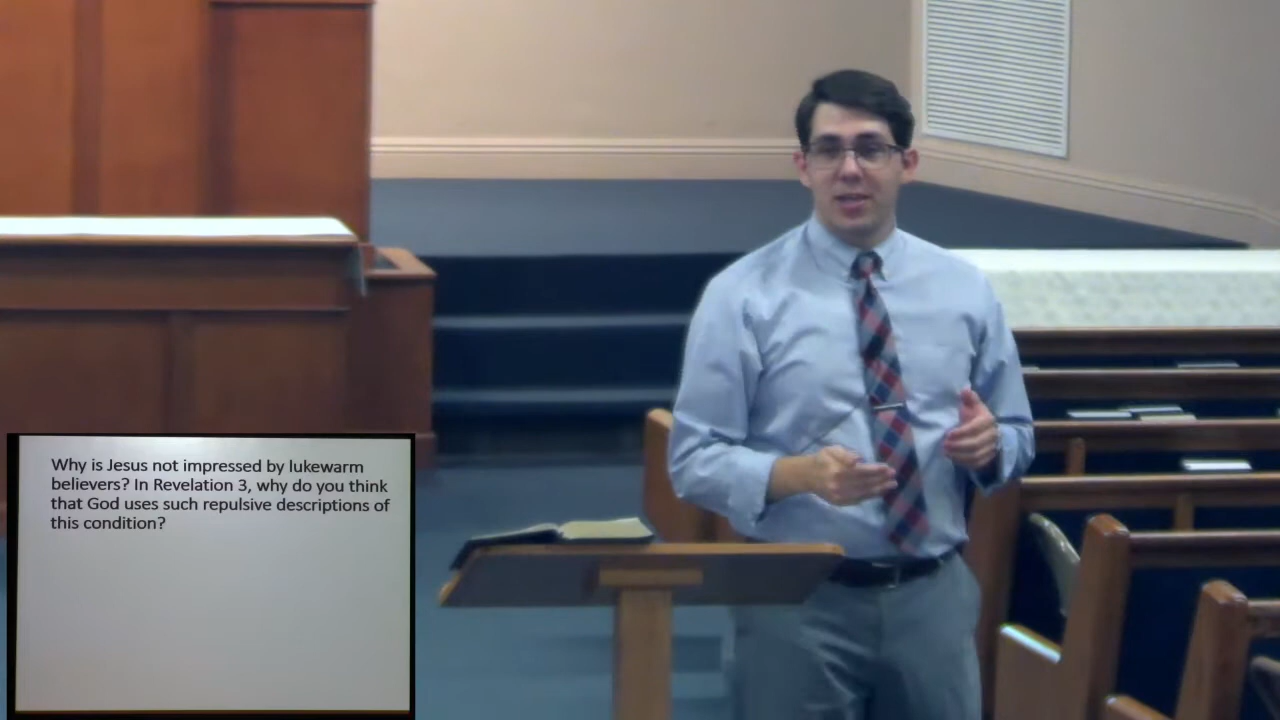 Why is Jesus not impressed by lukewarm
believers? In Revelation 3, why do you think
that God uses such repulsive descriptions of
this condition?